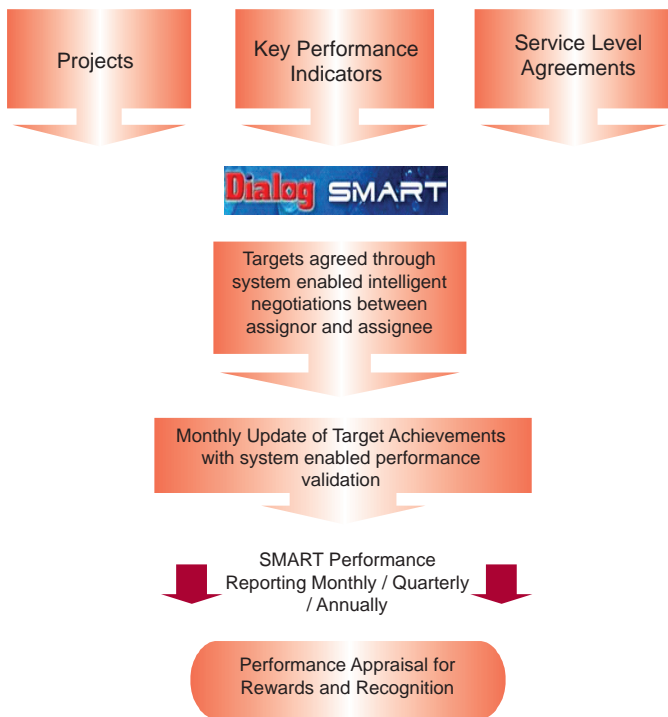 Projects
Key Performance
Indicators
Service Level
Agreements
Dialog SMART
Targets agreed through
system enabled intelligent
negotiations between
assignor and assignee
Monthly Update of Target Achievements
with system enabled performance
validation
SMART Performance
Reporting Monthly / Quarterly
/ Annually
Performance Appraisal for
Rewards and Recognition